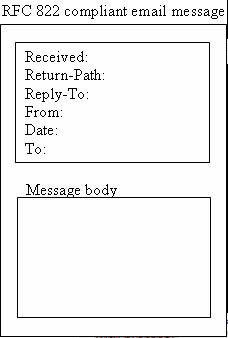 RFC 822 compliant email message
Received:
Return-Path:
Reply-To:
From:
Date:
To:
Message body